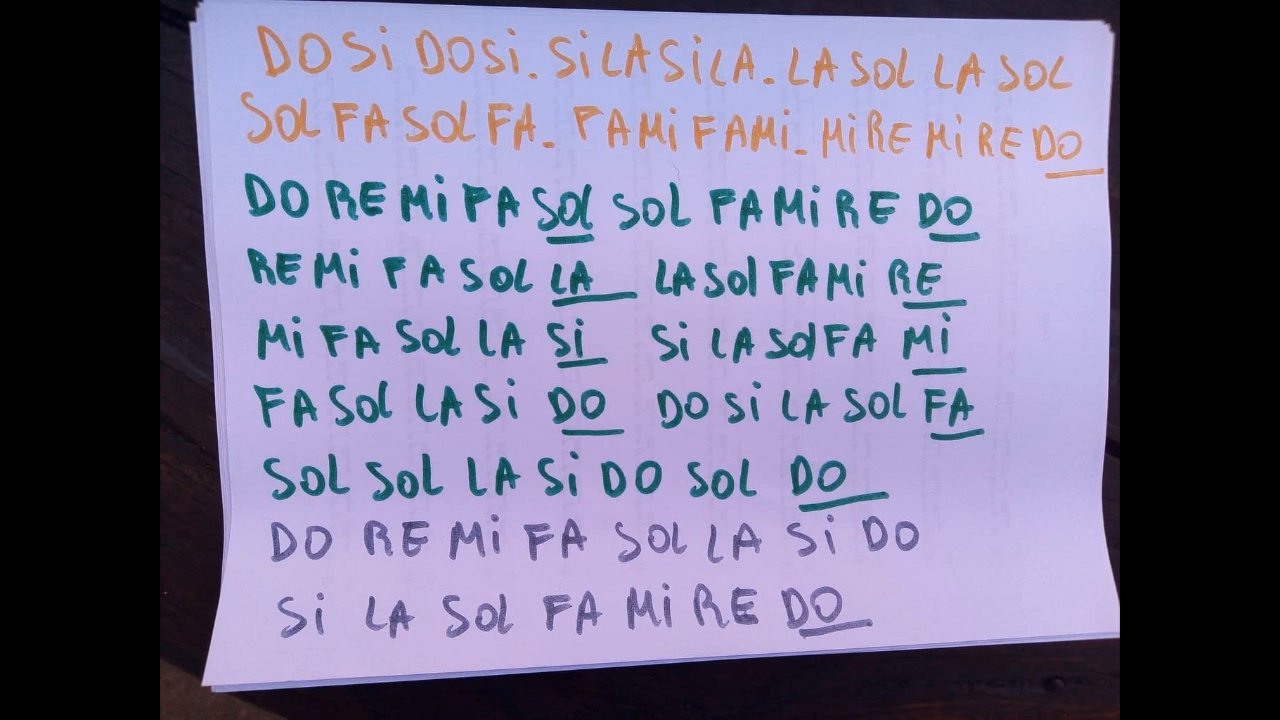 DO Si DO Si. Si LA Si LA. LA SOL LA SOL
SOL FA SOL FA. FA Mi FA Mi. Mi RE Mi RE DO
DO RE Mi FA SOL SOL FA Mi RE DO
RE Mi FA SOL LA LA SOL FA Mi RE
Mi FA SOL LA Si Si LA SOL FA Mi
FA SOL LA Si DO DO Si LA SOL FA
SOL SOL LA Si DO SOL DO
DO RE Mi FA SOL LA Si DO
Si LA SOL FA Mi RE DO